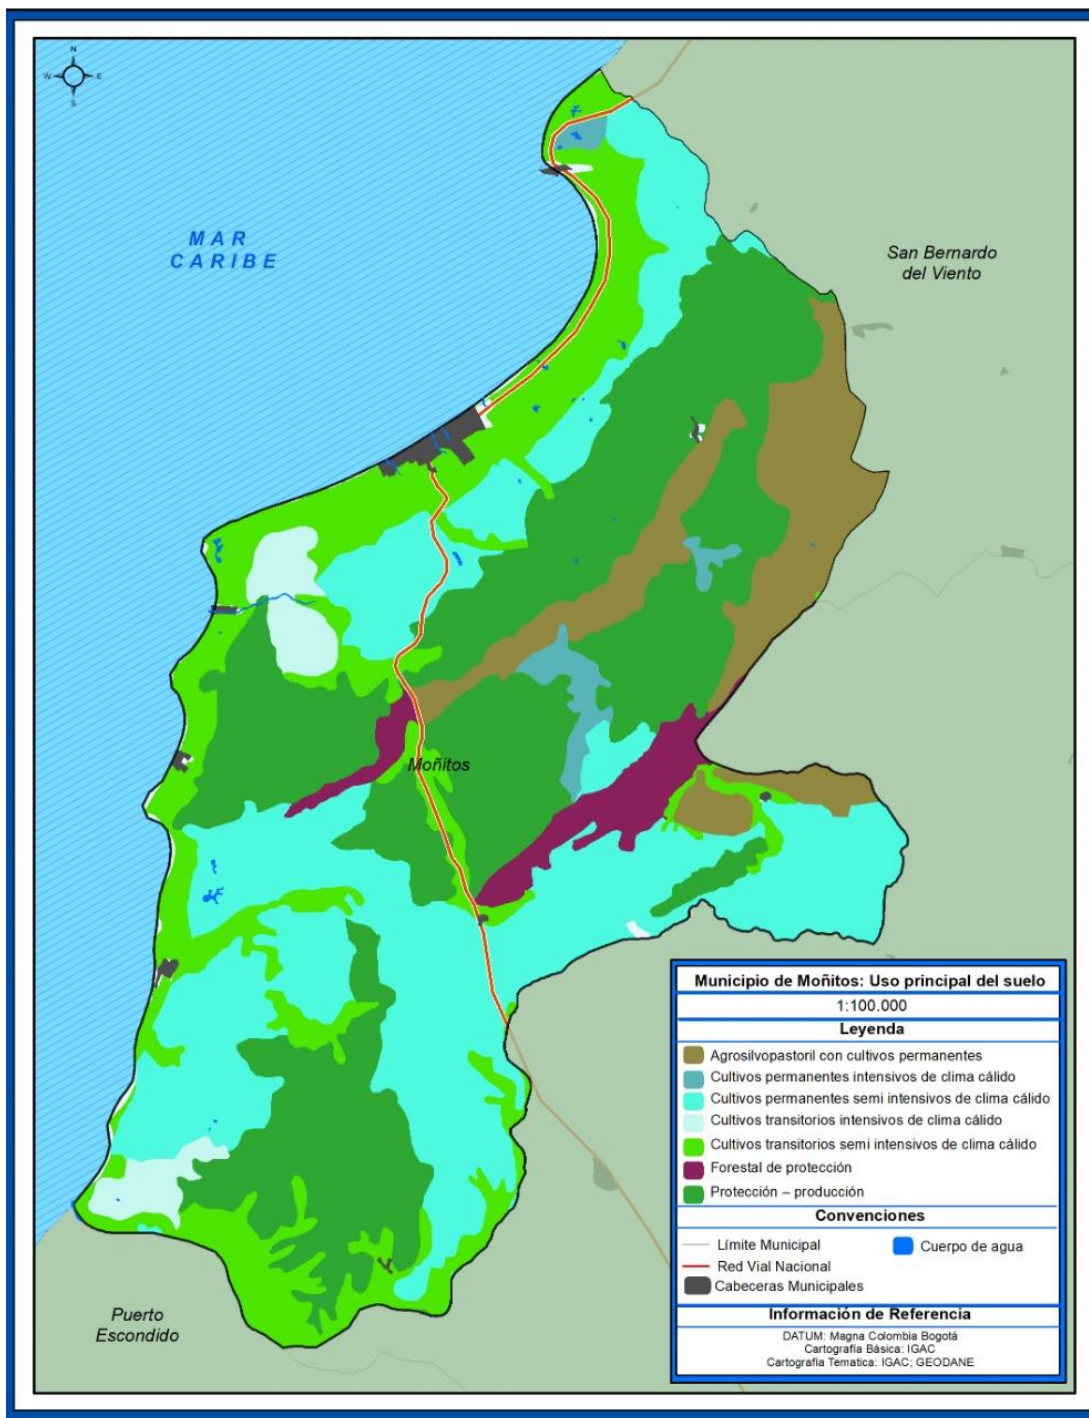 N
W E
S
MAR
CARIBE
San Bernardo
del Viento
Moñitos
Puerto
Escondido
Municipio de Moñitos: Uso principal del suelo
1:100.000
Leyenda
Agrosilvopastoril con cultivos permanentes
Cultivos permanentes intensivos de clima cálido
Cultivos permanentes semi intensivos de clima cálido
Cultivos transitorios intensivos de clima cálido
Cultivos transitorios semi intensivos de clima cálido
Forestal de protección
Protección – producción
Convenciones
Límite Municipal
Cuerpo de agua
Red Vial Nacional
Cabeceras Municipales
Información de Referencia
DATUM: Magna Colombia Bogotá
Cartografía Básica: IGAC
Cartografia Tematica: IGAC; GEODANE